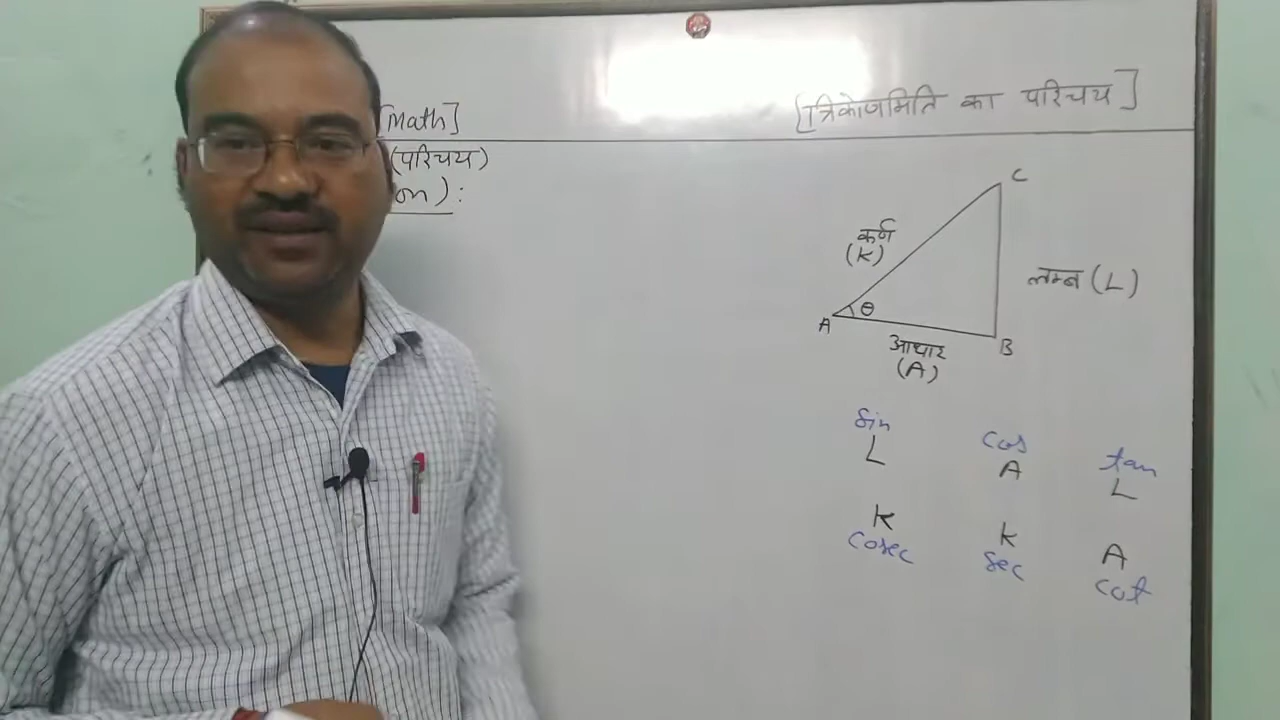 [Math]
[त्रिकोणमिति का परिचय]
(परिचय)
on) :
C
कर्ण
(K)
लम्ब (L)
θ
A
B
आधार
(A)
sin cos tan
L A L
K K A
cosec sec cot